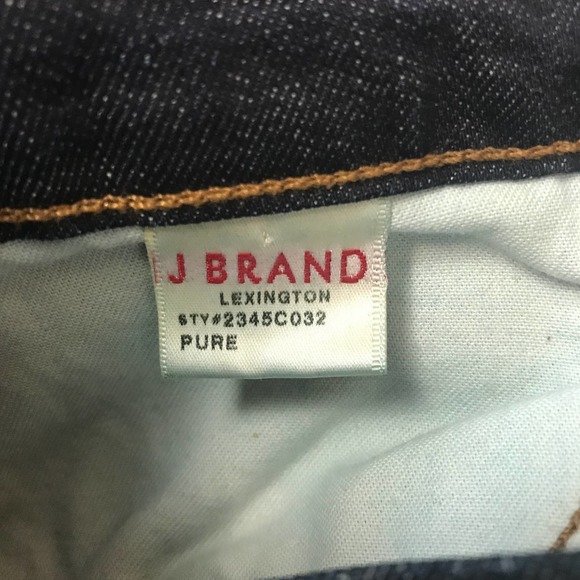 J BRAND
LEXINGTON
STY#2345C032
PURE